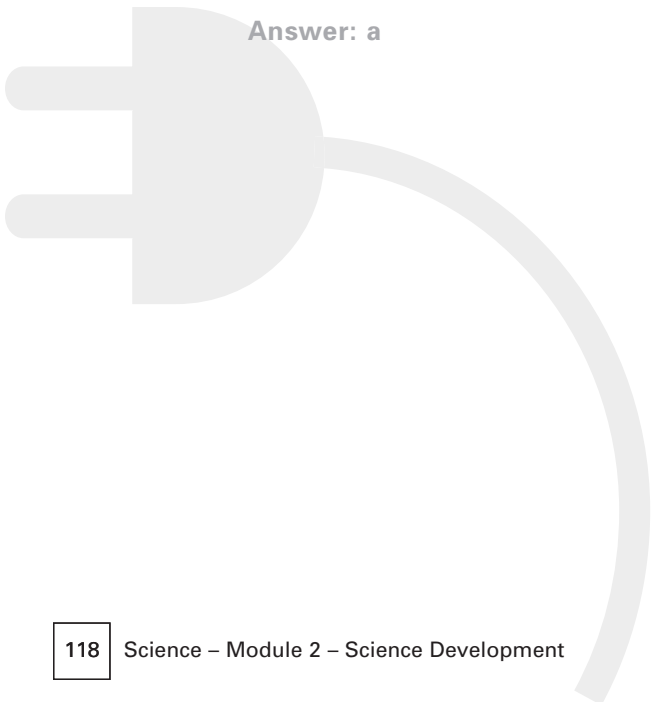 Answer: a
118 Science – Module 2 – Science Development